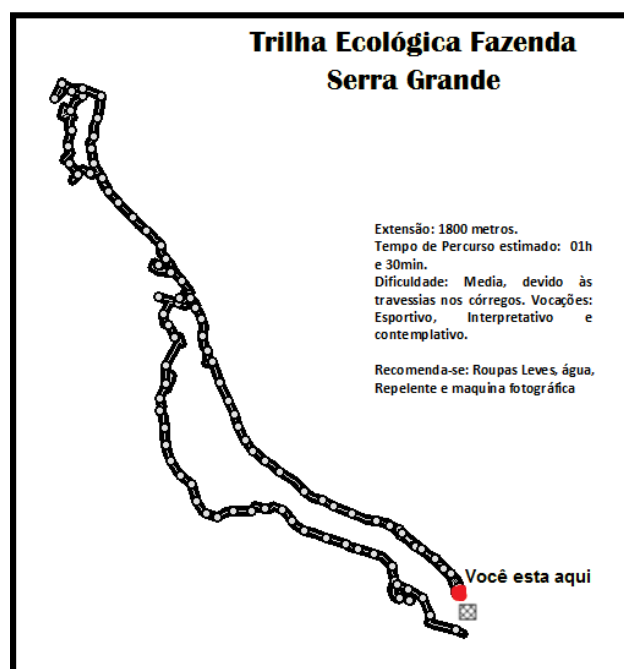 Trilha Ecológica Fazenda
Serra Grande
Extensão: 1800 metros.
Tempo de Percurso estimado: 01h
e 30min.
Dificuldade: Media, devido às
travessias nos córregos. Vocações:
Esportivo, Interpretativo e
contemplativo.
Recomenda-se: Roupas Leves, água,
Repelente e maquina fotográfica
Você esta aqui